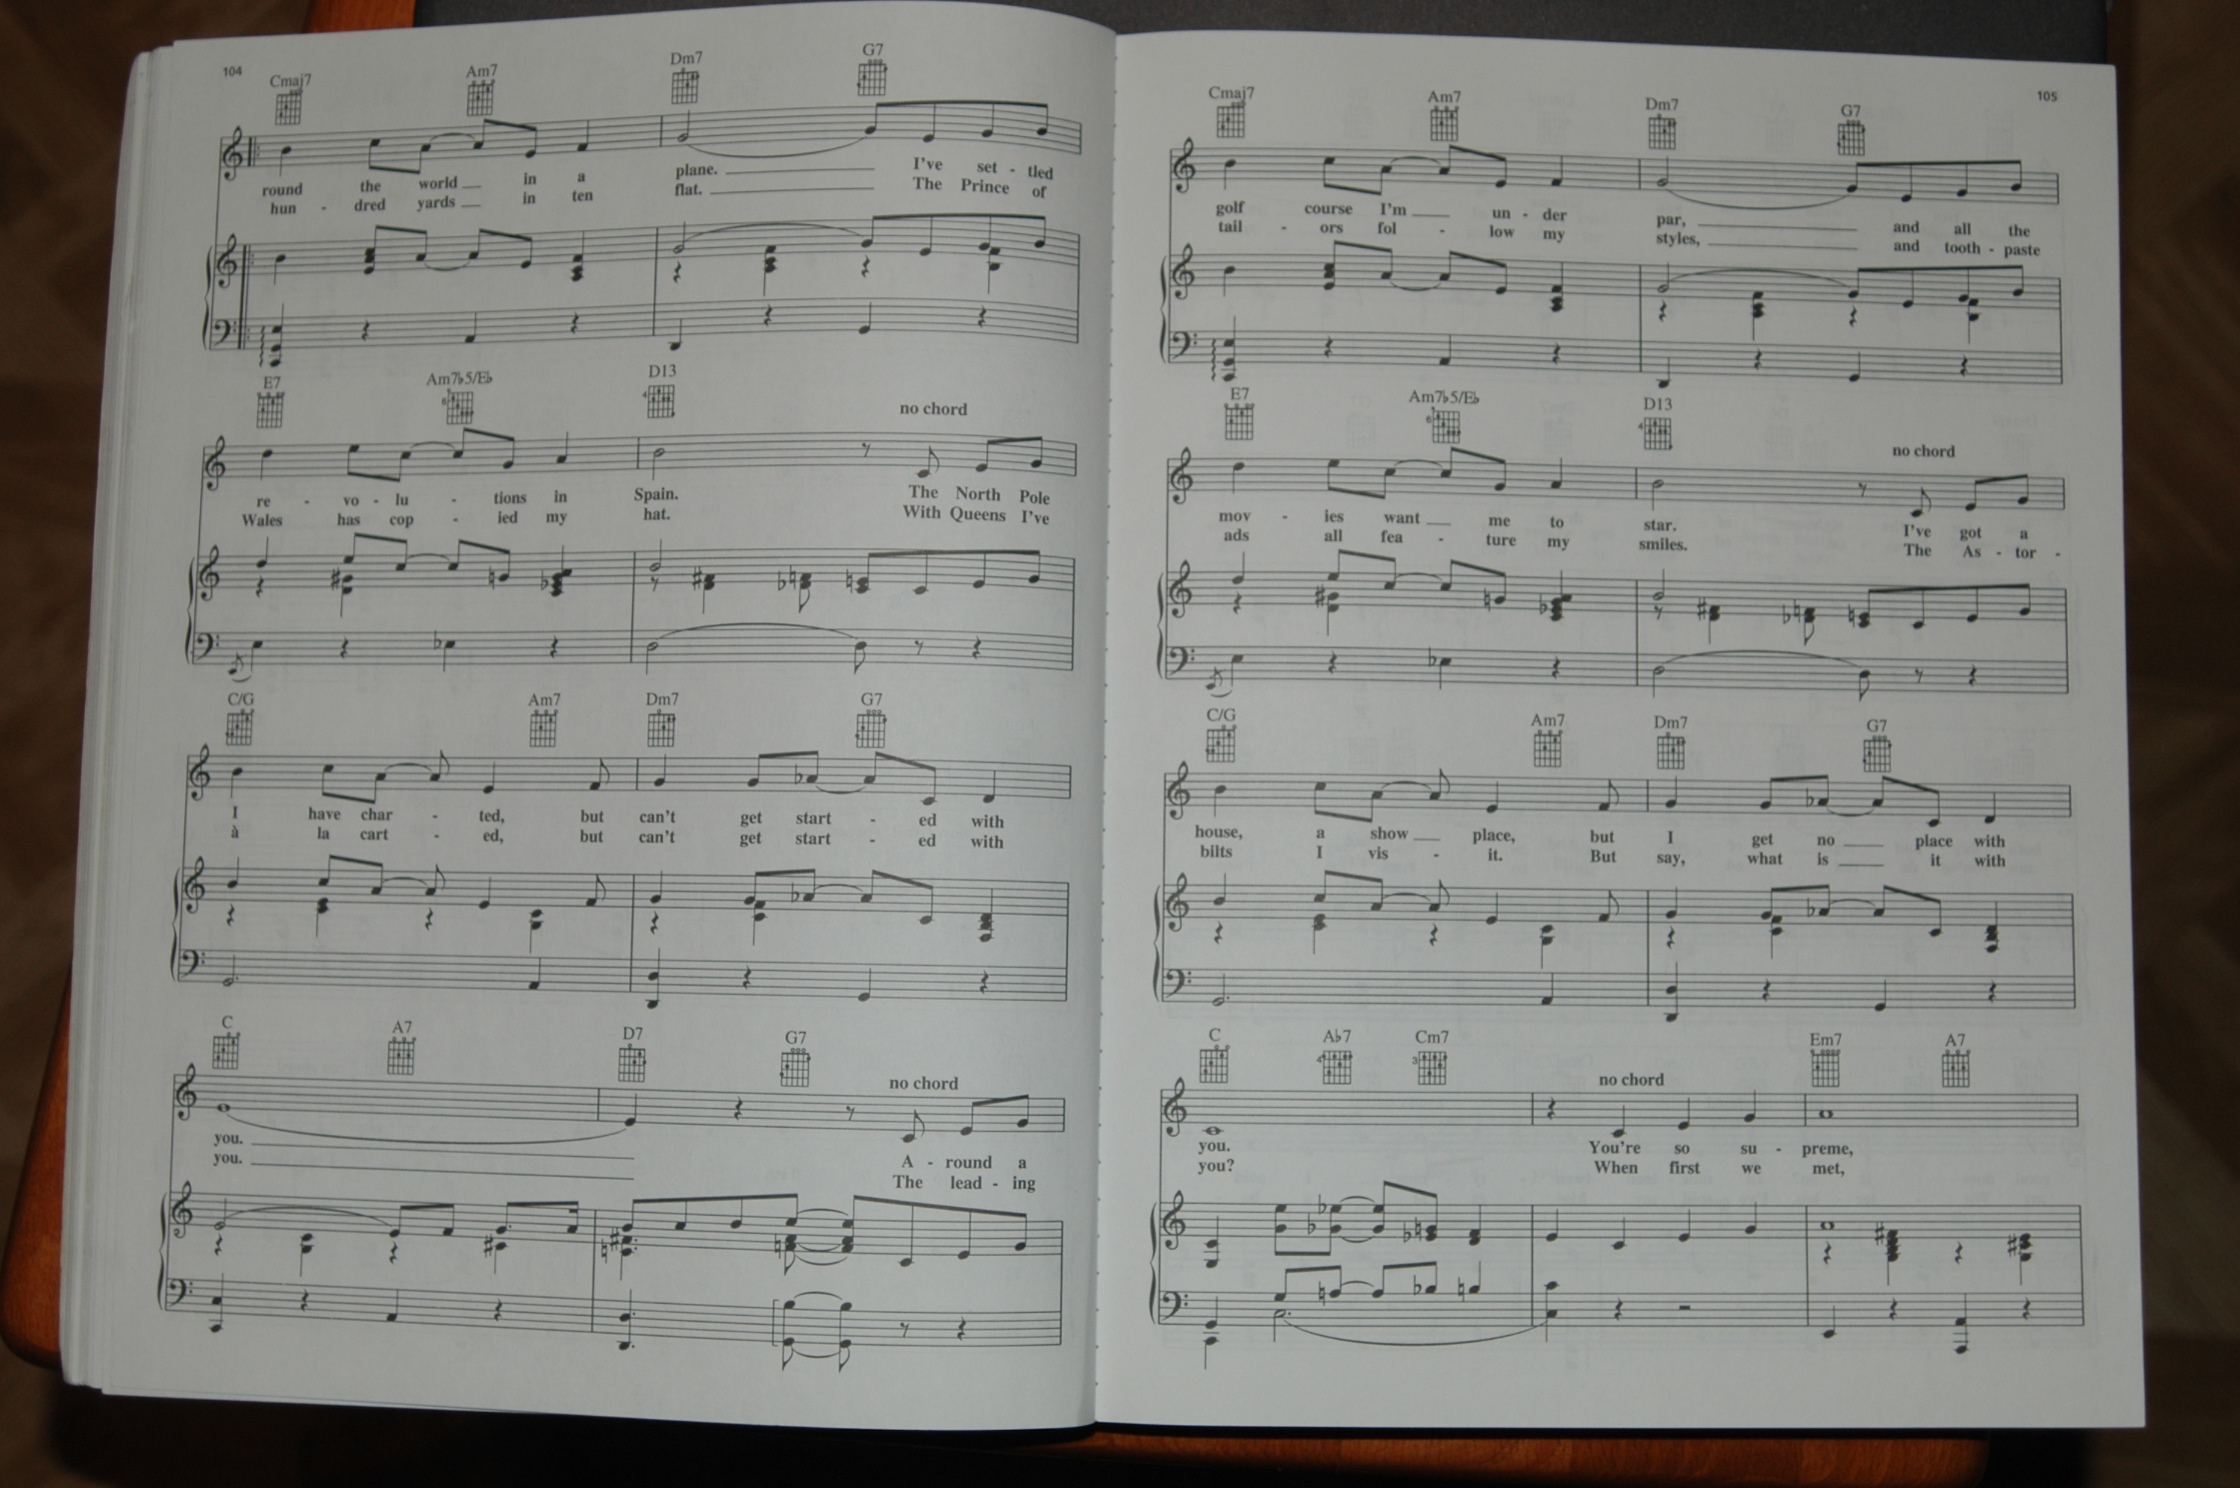 104
Cmaj7 Am7 Dm7 G7
round the world in a plane. I've set - tled
hun - dred yards in ten flat. The Prince of
E7 Am7♭5/E♭ D13 no chord
re - vo - lu - tions in Spain. The North Pole
Wales has cop - ied my hat. With Queens I've
C/G Am7 Dm7 G7
I have char - ted, but can't get start - ed with
à la cart - ed, but can't get start - ed with
C A7 D7 G7 no chord
you. A - round a
you. The lead - ing
105
Cmaj7 Am7 Dm7 G7
golf - course I'm un - der par, and all the
tail - ors fol - low my styles, and tooth - paste
E7 Am7♭5/E♭ D13 no chord
mov - ies want me to star. I've got a
ads all fea - ture my smiles. The As - tor -
C/G Am7 Dm7 G7
house, a show place, but I get no place with
bilts I vis - it. But say, what is it with
C A♭7 Cm7 no chord Em7 A7
you. You're so su - preme,
you? When first we met,